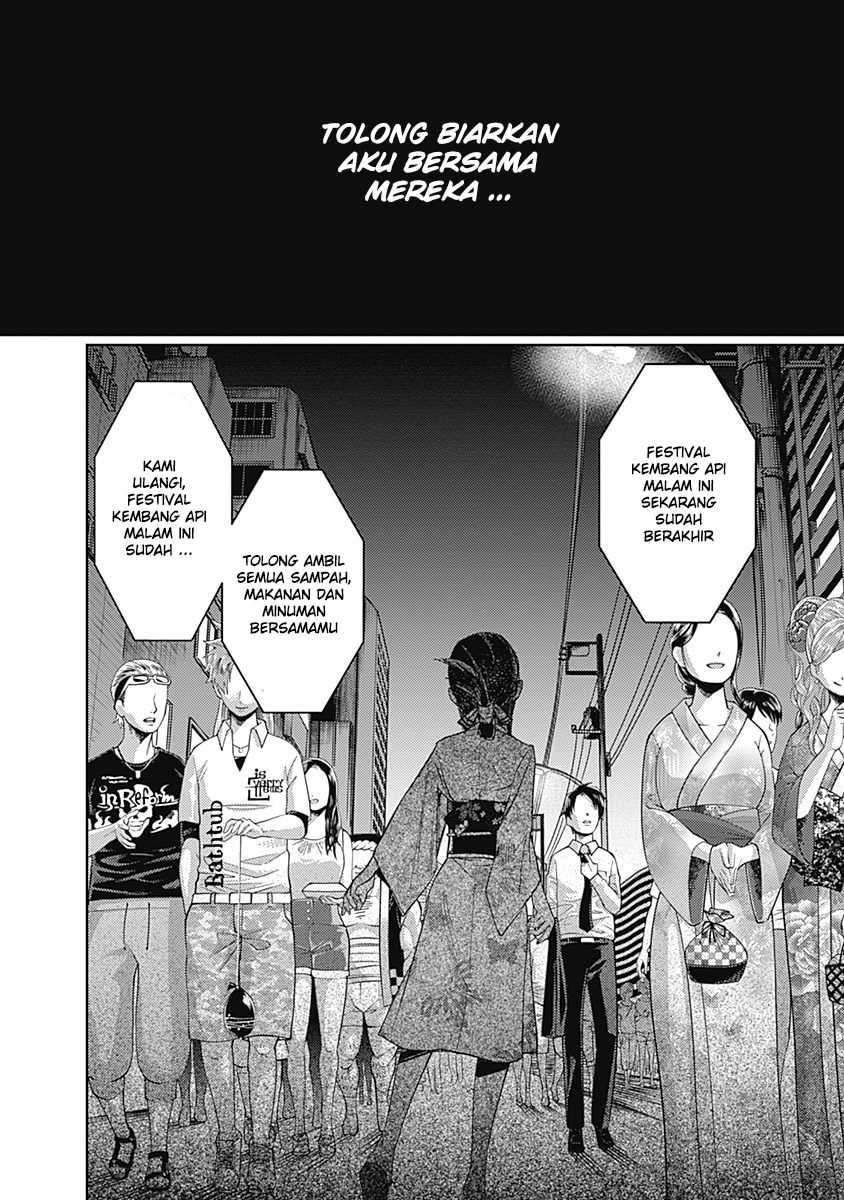 TOLONG BIARKAN
AKU BERSAMA
MEREKA ...
FESTIVAL
KEMBANG API
MALAM INI
SEKARANG
SUDAH
BERAKHIR
TOLONG AMBIL
SEMUA SAMPAH,
MAKANAN DAN
MINUMAN
BERSAMAMU
KAMI
ULANGI,
FESTIVAL
KEMBANG API
MALAM INI
SUDAH ...
inReform
Bathtub